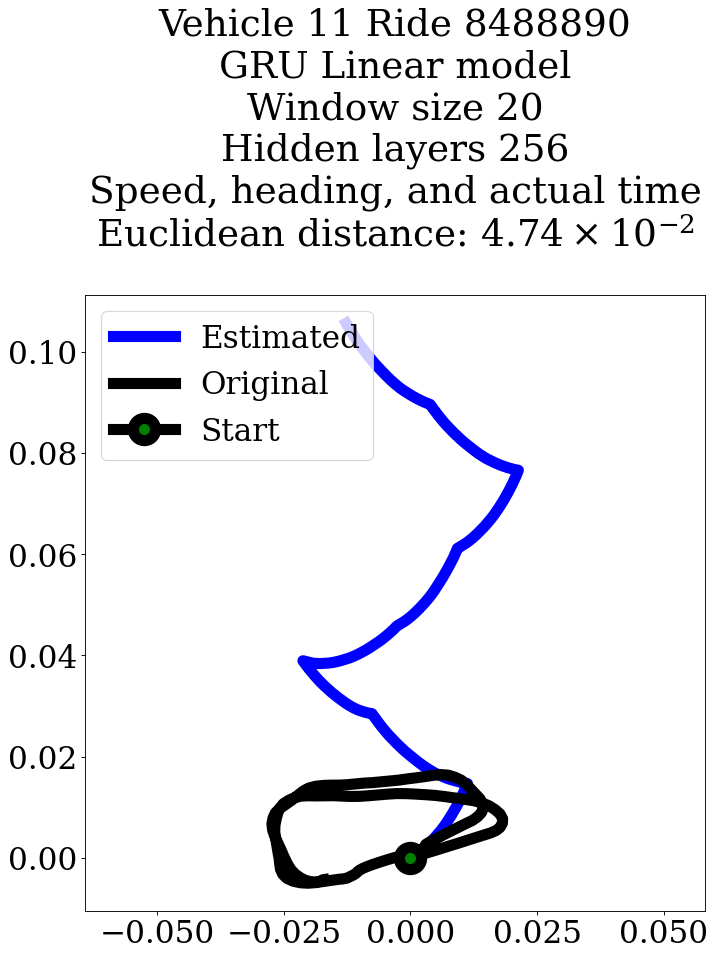 Vehicle 11 Ride 8488890
GRU Linear model
Window size 20
Hidden layers 256
Speed, heading, and actual time
Euclidean distance: 4.74 × 10⁻²
Estimated
Original
Start
0.10
0.08
0.06
0.04
0.02
0.00
−0.050 −0.025 0.000 0.025 0.050